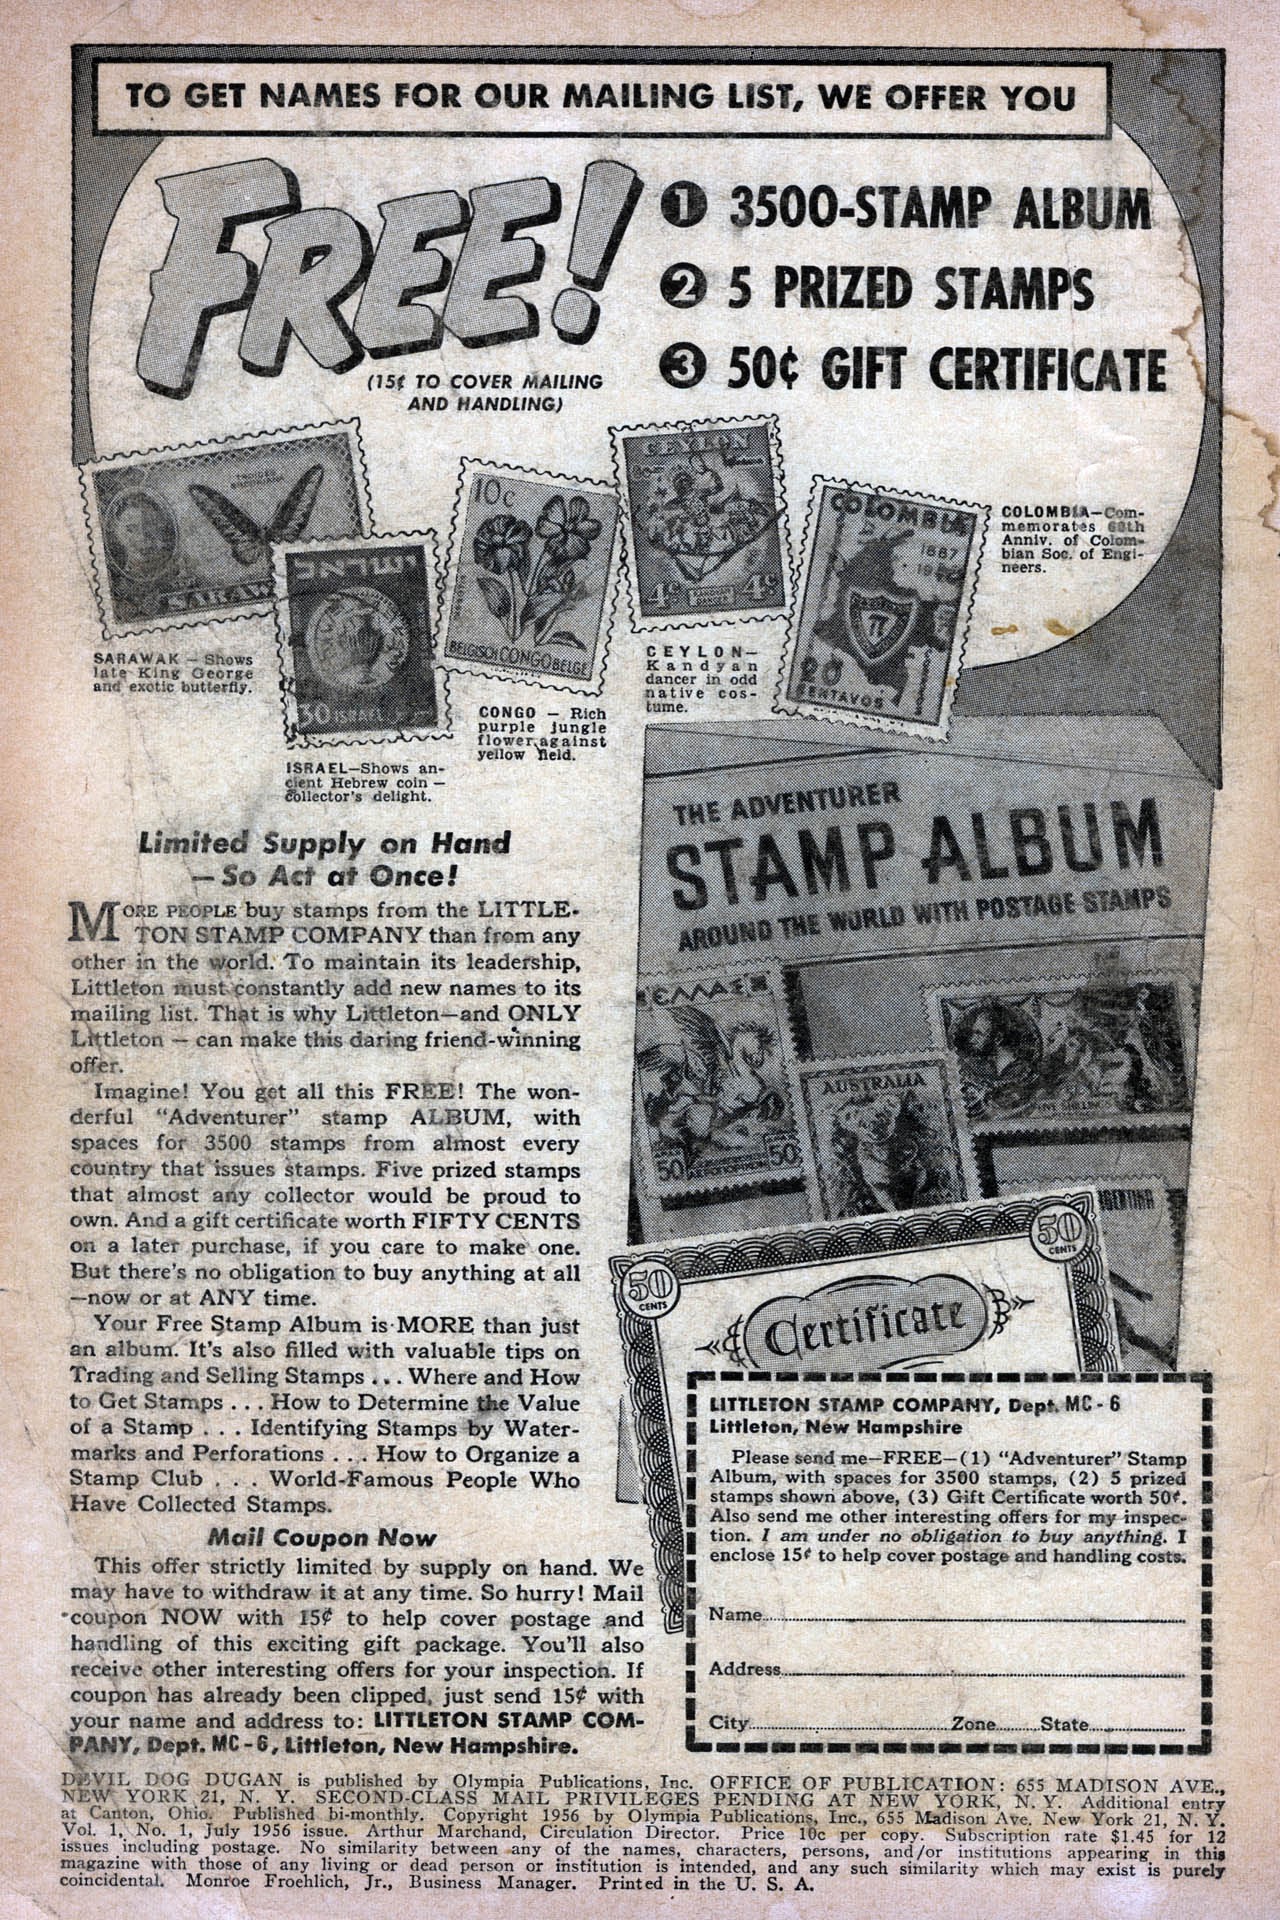 TO GET NAMES FOR OUR MAILING LIST, WE OFFER YOU
FREE!
(15¢ TO COVER MAILING
AND HANDLING)
1 3500-STAMP ALBUM
2 5 PRIZED STAMPS
3 50¢ GIFT CERTIFICATE
SARAWAK
ישראל
30 ISRAEL
10c
BELGISCH CONGO BELGE
CEYLON
4c 4c
COLOMBIA
1887
20
CENTAVOS
COLOMBIA—Com-
memorates 60th
Anniv. of Colom-
bian Soc. of Engi-
neers.
SARAWAK — Shows
late King George
and exotic butterfly.
ISRAEL—Shows an-
cient Hebrew coin —
collector's delight.
CONGO — Rich
purple jungle
flower against
yellow field.
CEYLON—
Kandyan
dancer in odd
native cos-
tume.
THE ADVENTURER
STAMP ALBUM
AROUND THE WORLD WITH POSTAGE STAMPS
ΕΛΛΑΣ
50 50
AUSTRALIA
50
CENTS
50
CENTS
Certificate
Limited Supply on Hand
—So Act at Once!
MORE PEOPLE buy stamps from the LITTLE-
TON STAMP COMPANY than from any
other in the world. To maintain its leadership,
Littleton must constantly add new names to its
mailing list. That is why Littleton—and ONLY
Littleton — can make this daring friend-winning
offer.
Imagine! You get all this FREE! The won-
derful "Adventurer" stamp ALBUM, with
spaces for 3500 stamps from almost every
country that issues stamps. Five prized stamps
that almost any collector would be proud to
own. And a gift certificate worth FIFTY CENTS
on a later purchase, if you care to make one.
But there's no obligation to buy anything at all
—now or at ANY time.
Your Free Stamp Album is MORE than just
an album. It's also filled with valuable tips on
Trading and Selling Stamps . . . Where and How
to Get Stamps . . . How to Determine the Value
of a Stamp . . . Identifying Stamps by Water-
marks and Perforations . . . How to Organize a
Stamp Club . . . World-Famous People Who
Have Collected Stamps.
Mail Coupon Now
This offer strictly limited by supply on hand. We
may have to withdraw it at any time. So hurry! Mail
coupon NOW with 15¢ to help cover postage and
handling of this exciting gift package. You'll also
receive other interesting offers for your inspection. If
coupon has already been clipped, just send 15¢ with
your name and address to: LITTLETON STAMP COM-
PANY, Dept. MC-6, Littleton, New Hampshire.
LITTLETON STAMP COMPANY, Dept. MC-6
Littleton, New Hampshire
Please send me—FREE—(1) "Adventurer" Stamp
Album, with spaces for 3500 stamps, (2) 5 prized
stamps shown above, (3) Gift Certificate worth 50¢.
Also send me other interesting offers for my inspec-
tion. I am under no obligation to buy anything. I
enclose 15¢ to help cover postage and handling costs.
Name
Address
City Zone State
DEVIL DOG DUGAN is published by Olympia Publications, Inc. OFFICE OF PUBLICATION: 655 MADISON AVE.,
NEW YORK 21, N. Y. SECOND-CLASS MAIL PRIVILEGES PENDING AT NEW YORK, N. Y. Additional entry
at Canton, Ohio. Published bi-monthly. Copyright 1956 by Olympia Publications, Inc., 655 Madison Ave. New York 21, N. Y.
Vol. 1, No. 1, July 1956 issue. Arthur Marchand, Circulation Director. Price 10c per copy. Subscription rate $1.45 for 12
issues including postage. No similarity between any of the names, characters, persons, and/or institutions appearing in this
magazine with those of any living or dead person or institution is intended, and any such similarity which may exist is purely
coincidental. Monroe Froehlich, Jr., Business Manager. Printed in the U. S. A.